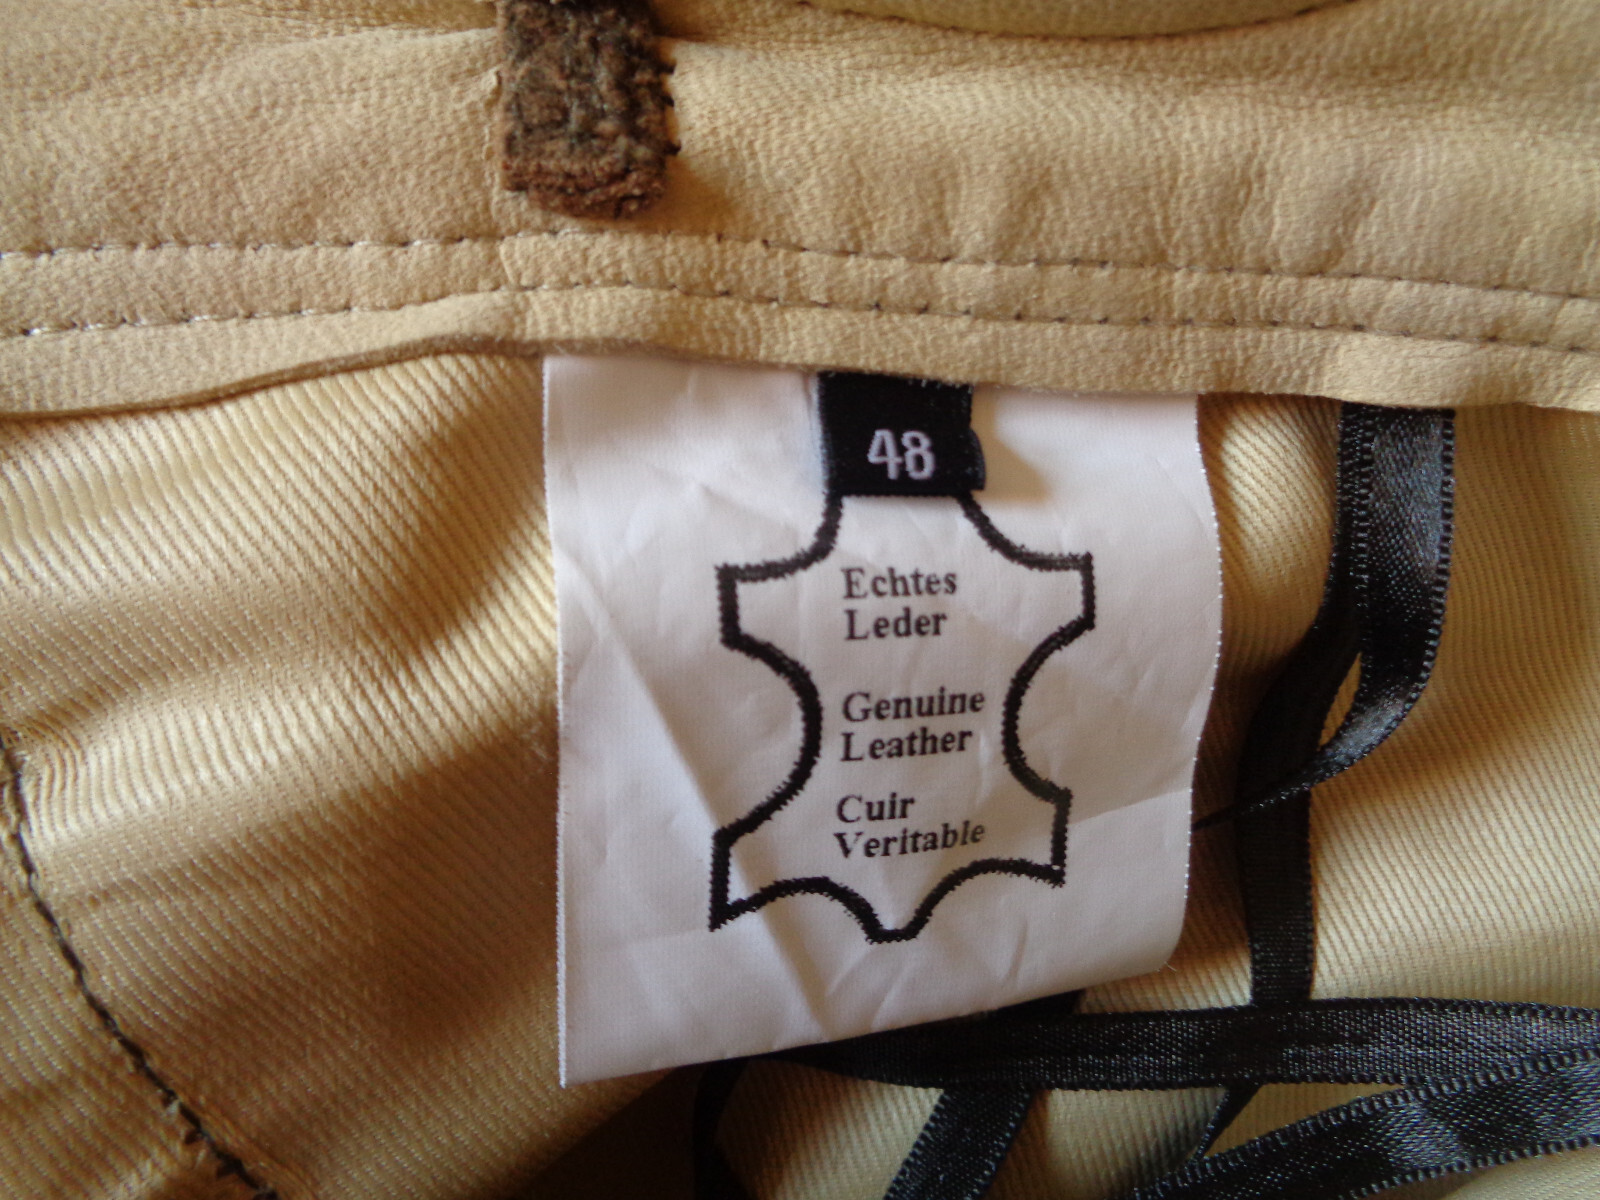 48
Echtes
Leder
Genuine
Leather
Cuir
Veritable